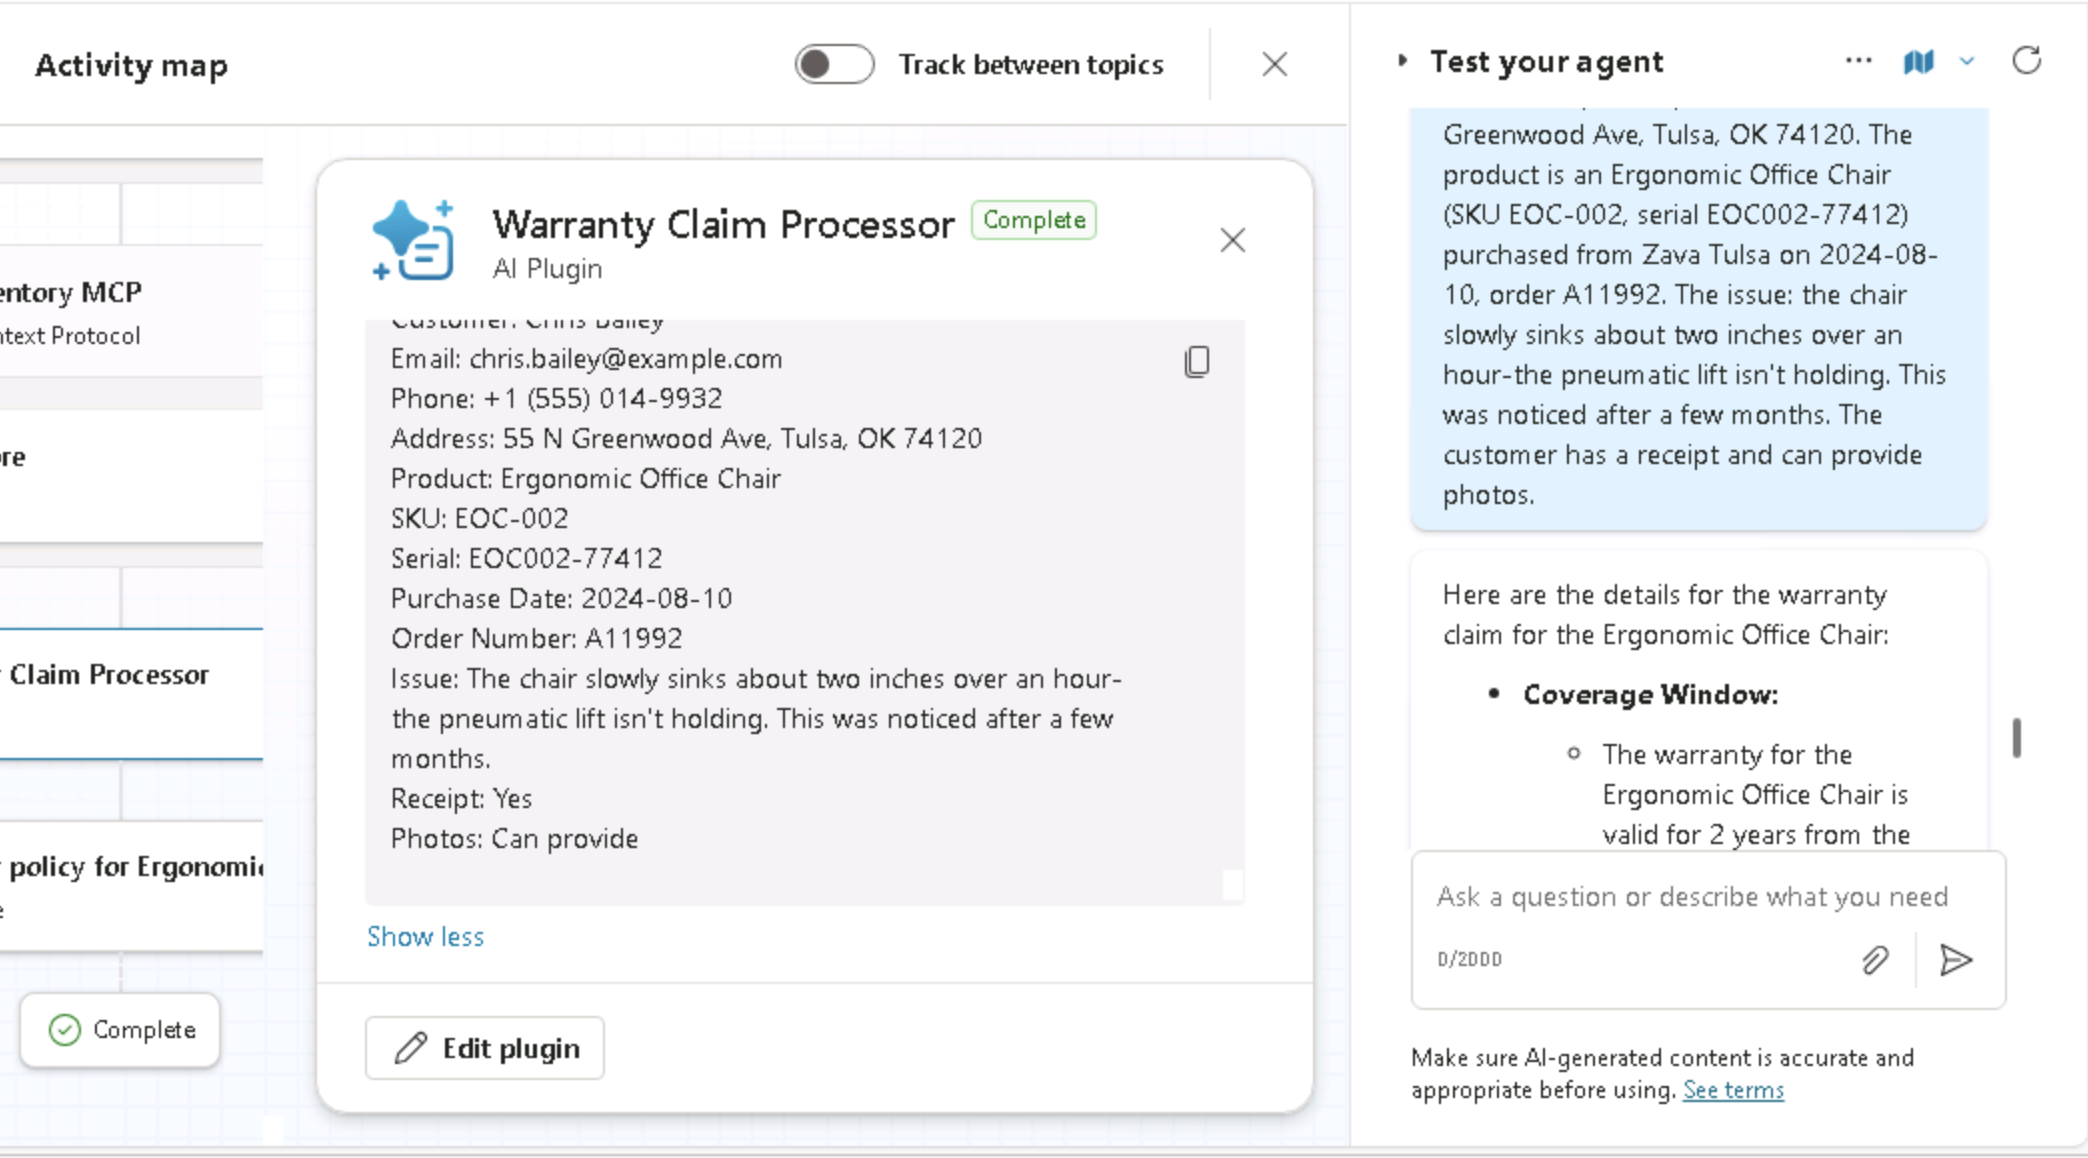 Activity map
Track between topics
entory MCP
ntext Protocol
re
Claim Processor
policy for Ergonomic
Complete
Warranty Claim Processor
Complete
AI Plugin
Customer: Chris Bailey
Email: chris.bailey@example.com
Phone: +1 (555) 014-9932
Address: 55 N Greenwood Ave, Tulsa, OK 74120
Product: Ergonomic Office Chair
SKU: EOC-002
Serial: EOC002-77412
Purchase Date: 2024-08-10
Order Number: A11992
Issue: The chair slowly sinks about two inches over an hour-
the pneumatic lift isn't holding. This was noticed after a few
months.
Receipt: Yes
Photos: Can provide
Show less
Edit plugin
Test your agent
Greenwood Ave, Tulsa, OK 74120. The
product is an Ergonomic Office Chair
(SKU EOC-002, serial EOC002-77412)
purchased from Zava Tulsa on 2024-08-
10, order A11992. The issue: the chair
slowly sinks about two inches over an
hour-the pneumatic lift isn't holding. This
was noticed after a few months. The
customer has a receipt and can provide
photos.
Here are the details for the warranty
claim for the Ergonomic Office Chair:
• Coverage Window:
○ The warranty for the
Ergonomic Office Chair is
valid for 2 years from the
Ask a question or describe what you need
0/2000
Make sure AI-generated content is accurate and
appropriate before using. See terms